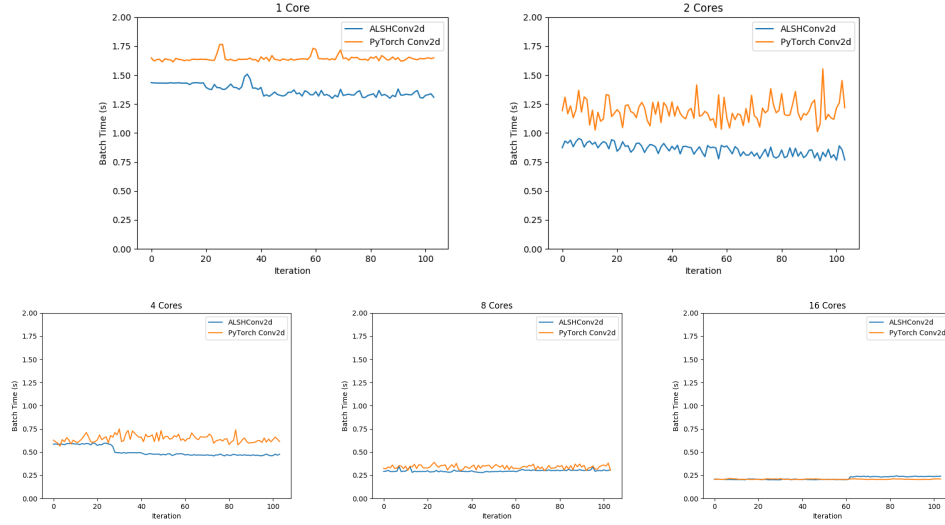 1 Core
2.00
1.75
1.50
1.25
1.00
0.75
0.50
0.25
0.00
Batch Time (s)
0 20 40 60 80 100
Iteration
ALSHConv2d
PyTorch Conv2d
2 Cores
2.00
1.75
1.50
1.25
1.00
0.75
0.50
0.25
0.00
Batch Time (s)
0 20 40 60 80 100
Iteration
ALSHConv2d
PyTorch Conv2d
4 Cores
2.00
1.75
1.50
1.25
1.00
0.75
0.50
0.25
0.00
Batch Time (s)
0 20 40 60 80 100
Iteration
ALSHConv2d
PyTorch Conv2d
8 Cores
2.00
1.75
1.50
1.25
1.00
0.75
0.50
0.25
0.00
Batch Time (s)
0 20 40 60 80 100
Iteration
ALSHConv2d
PyTorch Conv2d
16 Cores
2.00
1.75
1.50
1.25
1.00
0.75
0.50
0.25
0.00
Batch Time (s)
0 20 40 60 80 100
Iteration
ALSHConv2d
PyTorch Conv2d